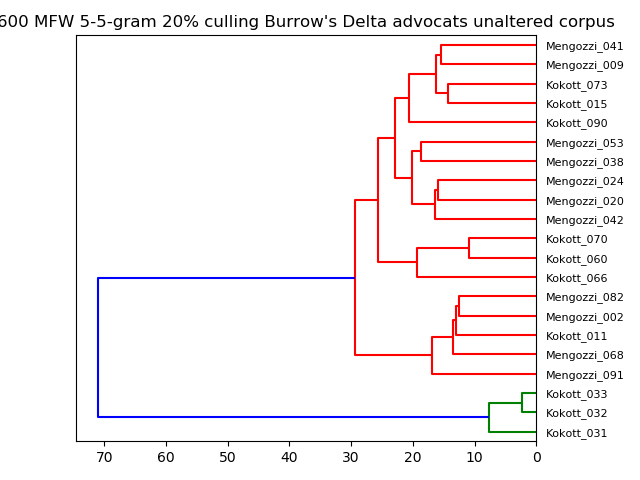 600 MFW 5-5-gram 20% culling Burrow's Delta advocats unaltered corpus
Mengozzi_041
Mengozzi_009
Kokott_073
Kokott_015
Kokott_090
Mengozzi_053
Mengozzi_038
Mengozzi_024
Mengozzi_020
Mengozzi_042
Kokott_070
Kokott_060
Kokott_066
Mengozzi_082
Mengozzi_002
Kokott_011
Mengozzi_068
Mengozzi_091
Kokott_033
Kokott_032
Kokott_031
70 60 50 40 30 20 10 0